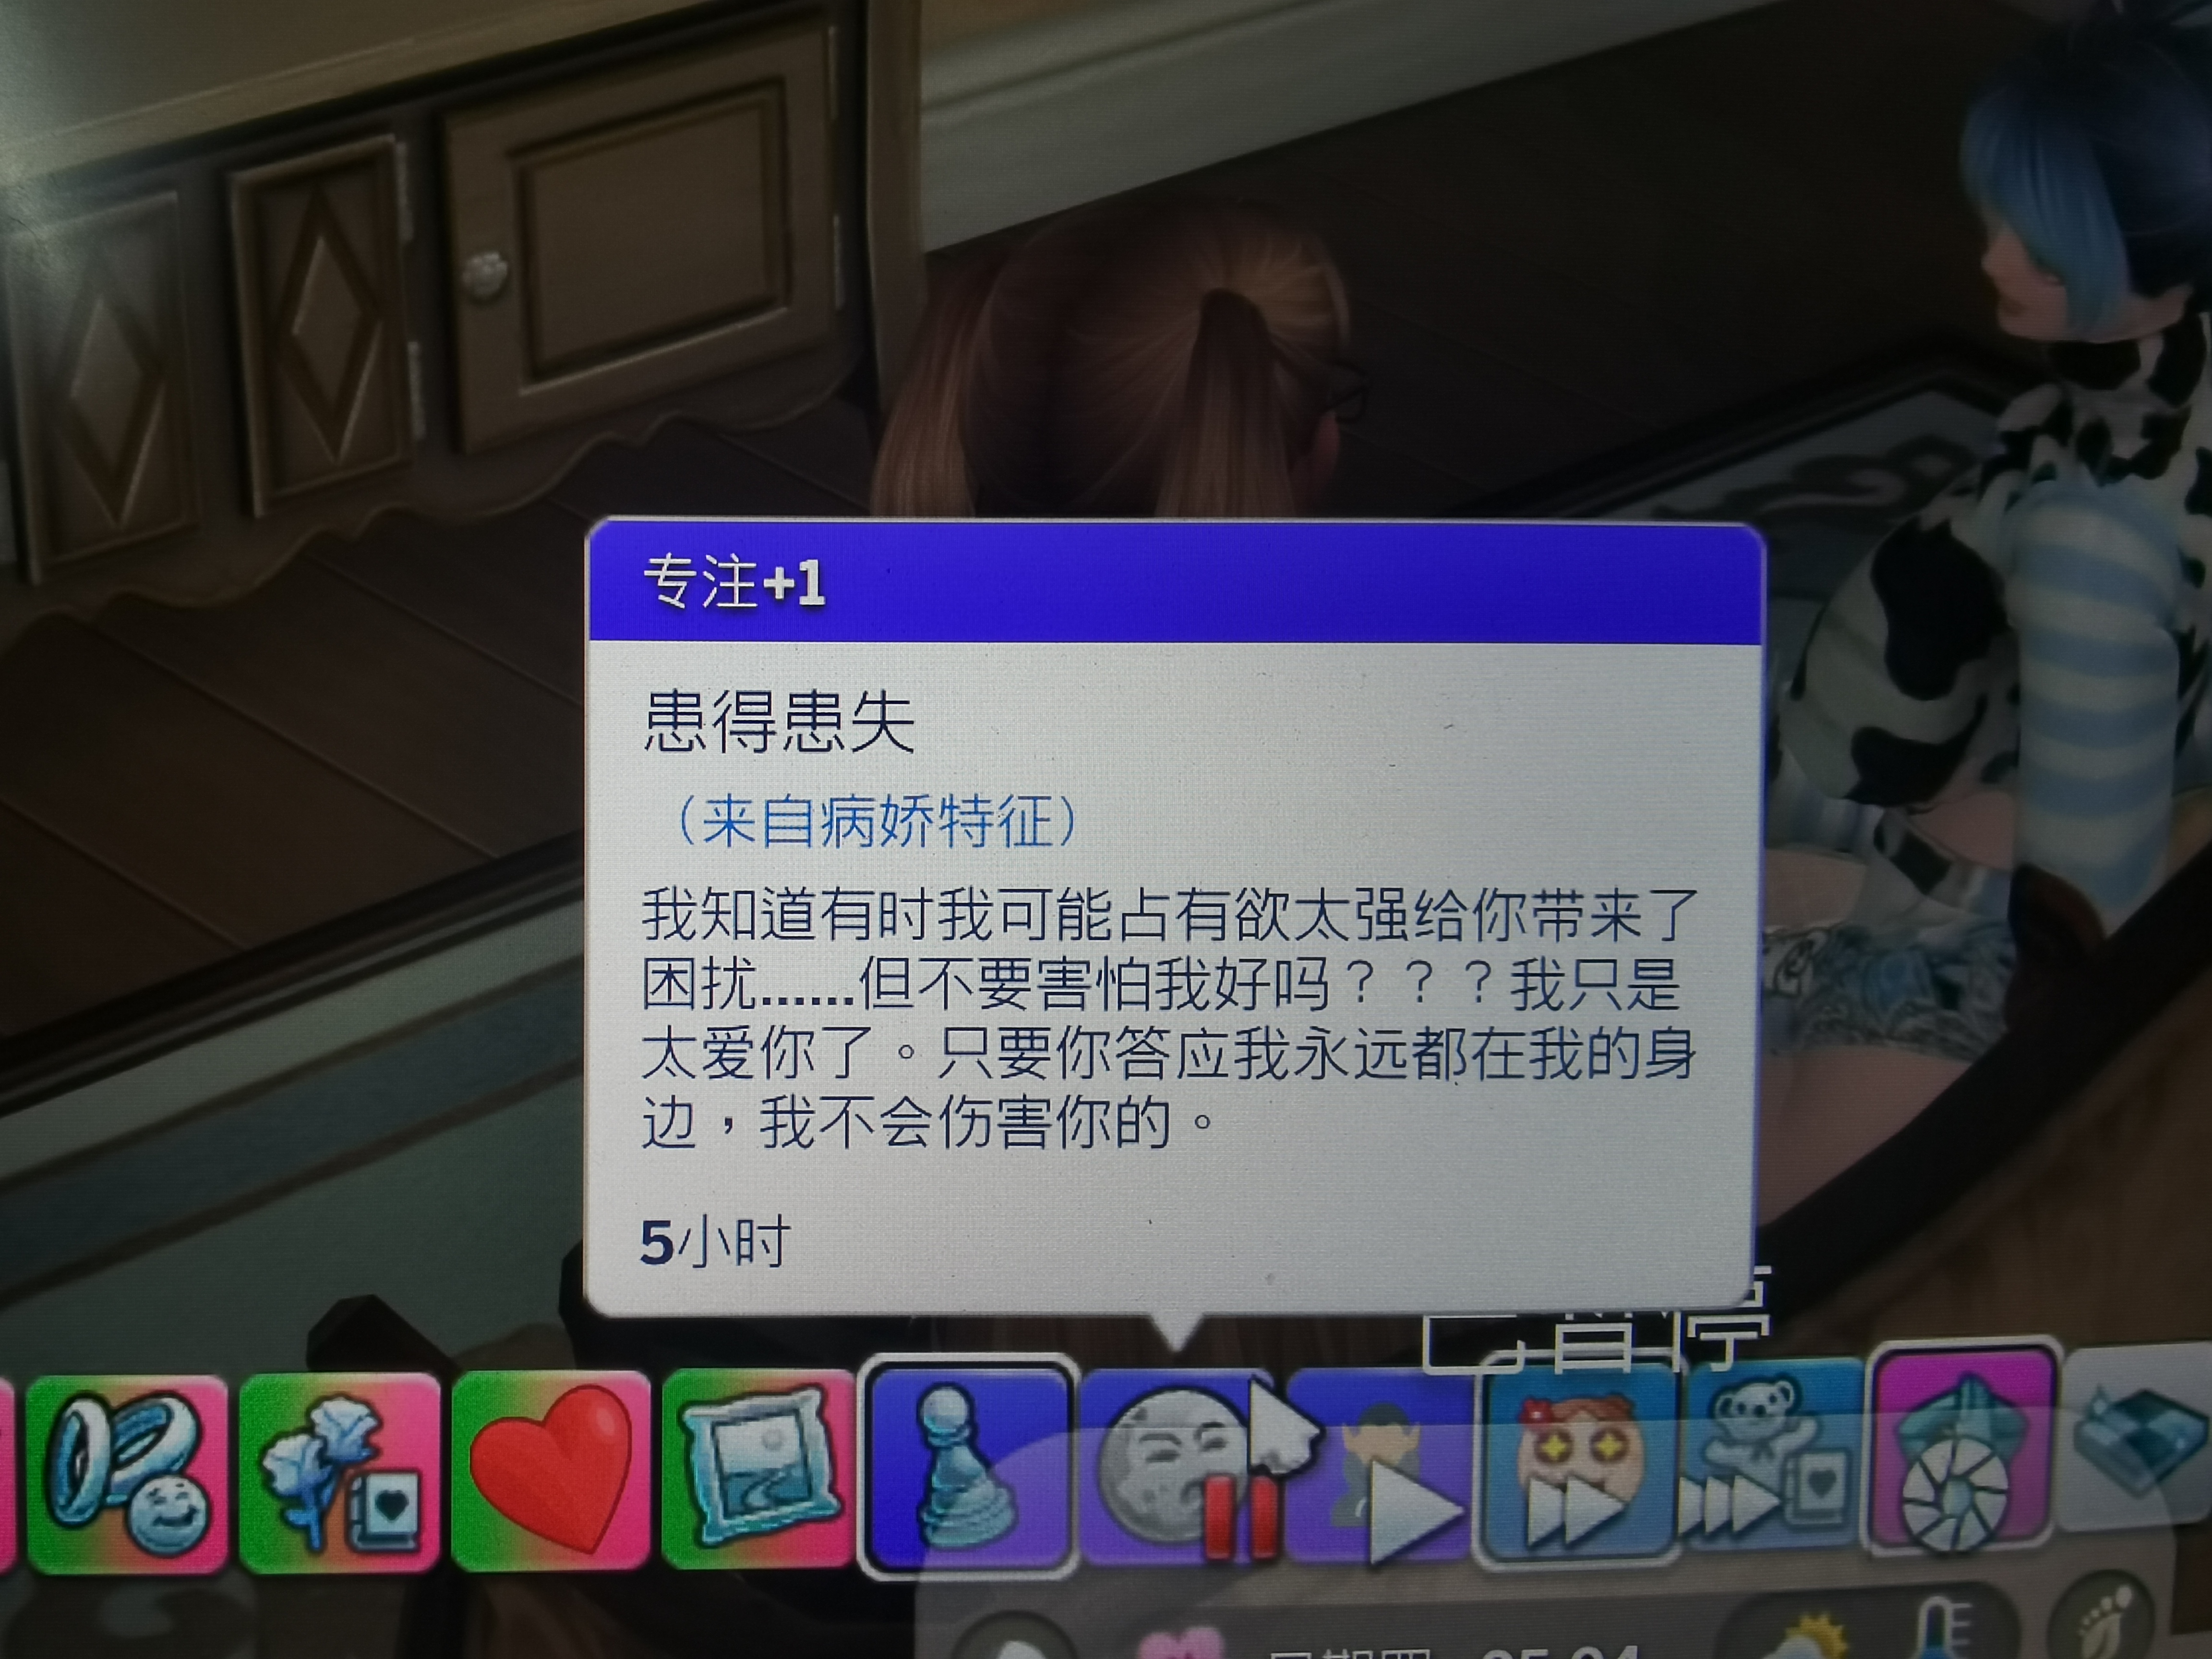 专注+1
患得患失
（来自病娇特征）
我知道有时我可能占有欲太强给你带来了
困扰......但不要害怕我好吗？？？我只是
太爱你了。只要你答应我永远都在我的身
边，我不会伤害你的。
5小时
已暂停